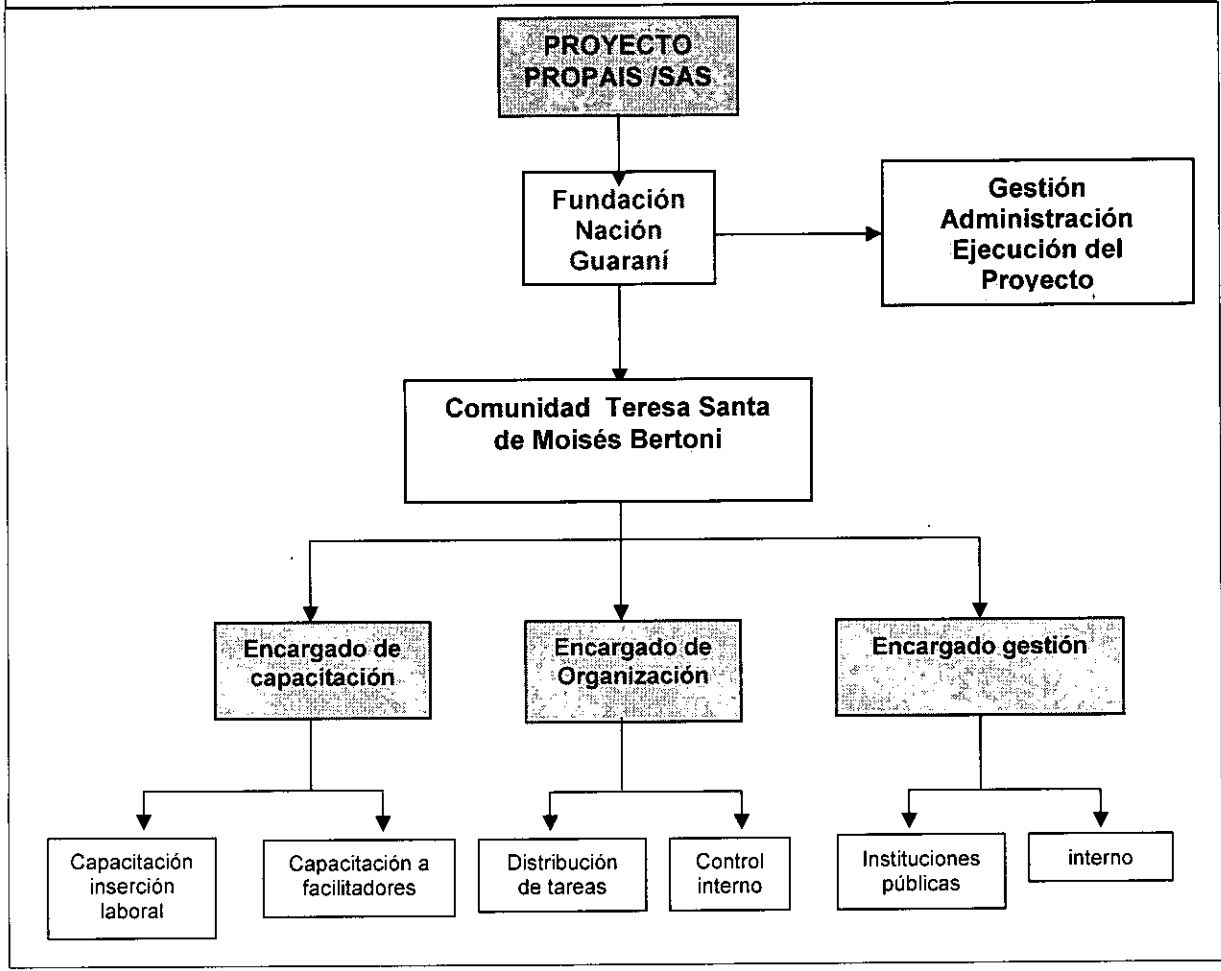 PROYECTO
PROPAIS /SAS
Fundación
Nación
Guaraní
Gestión
Administración
Ejecución del
Proyecto
Comunidad Teresa Santa
de Moisés Bertoni
Encargado de
capacitación
Encargado de
Organización
Encargado gestión
Capacitación
inserción
laboral
Capacitación a
facilitadores
Distribución
de tareas
Control
interno
Instituciones
públicas
interno